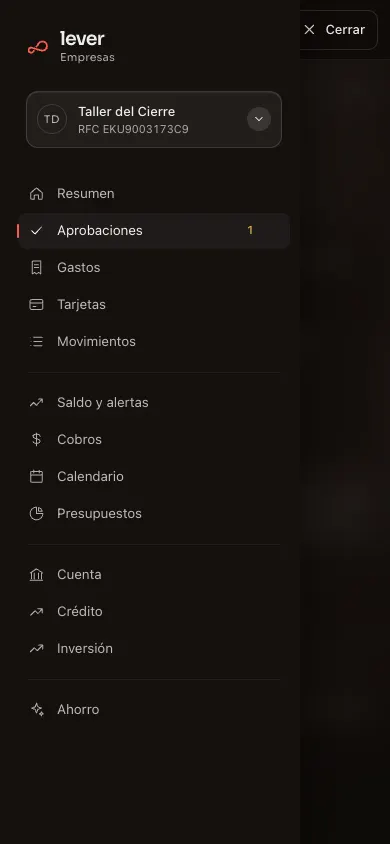 lever
Empresas
Cerrar
TD
Taller del Cierre
RFC EKU9003173C9
Resumen
Aprobaciones 1
Gastos
Tarjetas
Movimientos
Saldo y alertas
Cobros
Calendario
Presupuestos
Cuenta
Crédito
Inversión
Ahorro